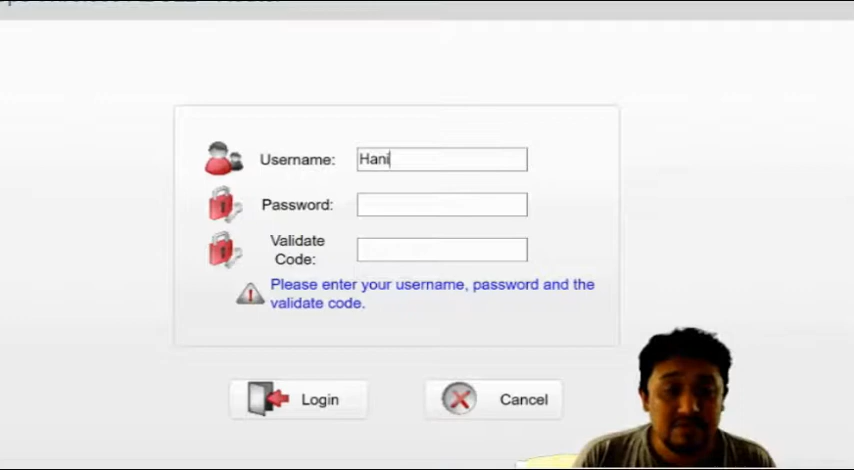 Username: Hani
Password:
Validate
Code:
Please enter your username, password and the
validate code.
Login
Cancel